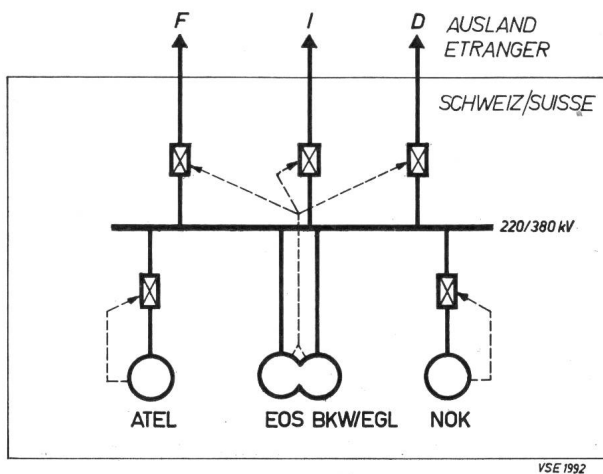 F I D AUSLAND
ETRANGER
SCHWEIZ/SUISSE
220/380 kV
ATEL EOS BKW/EGL NOK
VSE 1992